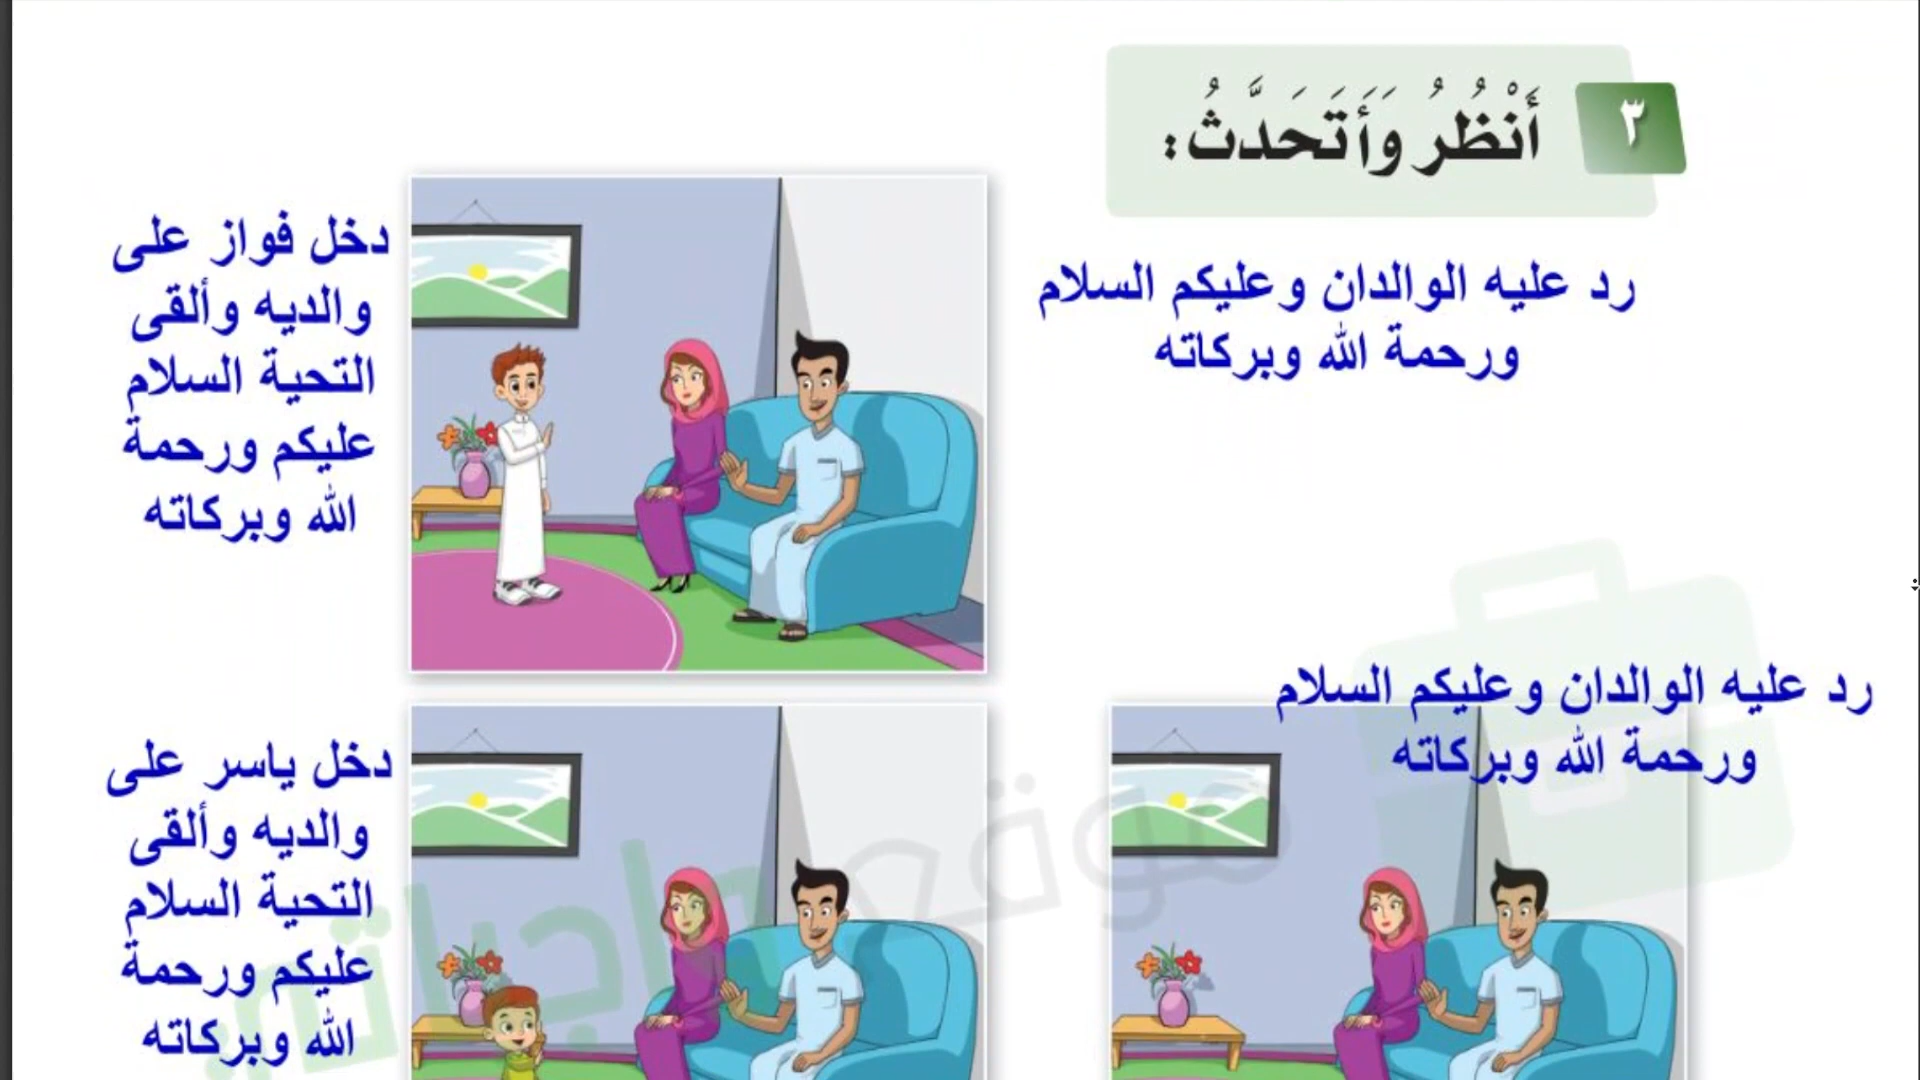 ٣
أَنْظُرُ وَأَتَحَدَّثُ:
رد عليه الوالدان وعليكم السلام
ورحمة الله وبركاته
دخل فواز على
والديه وألقى
التحية السلام
عليكم ورحمة
الله وبركاته
رد عليه الوالدان وعليكم السلام
ورحمة الله وبركاته
دخل ياسر على
والديه وألقى
التحية السلام
عليكم ورحمة
الله وبركاته
موقع واجباتي